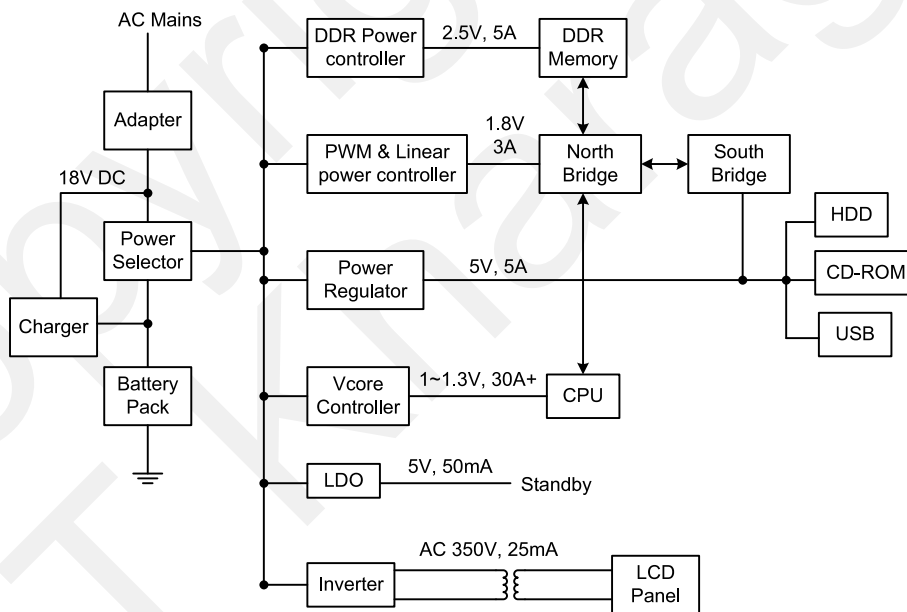 AC Mains
Adapter
18V DC
Power
Selector
Charger
Battery
Pack
DDR Power
controller
2.5V, 5A
DDR
Memory
PWM & Linear
power controller
1.8V
3A
North
Bridge
South
Bridge
Power
Regulator
5V, 5A
HDD
CD-ROM
USB
Vcore
Controller
1~1.3V, 30A+
CPU
LDO
5V, 50mA
Standby
Inverter
AC 350V, 25mA
LCD
Panel